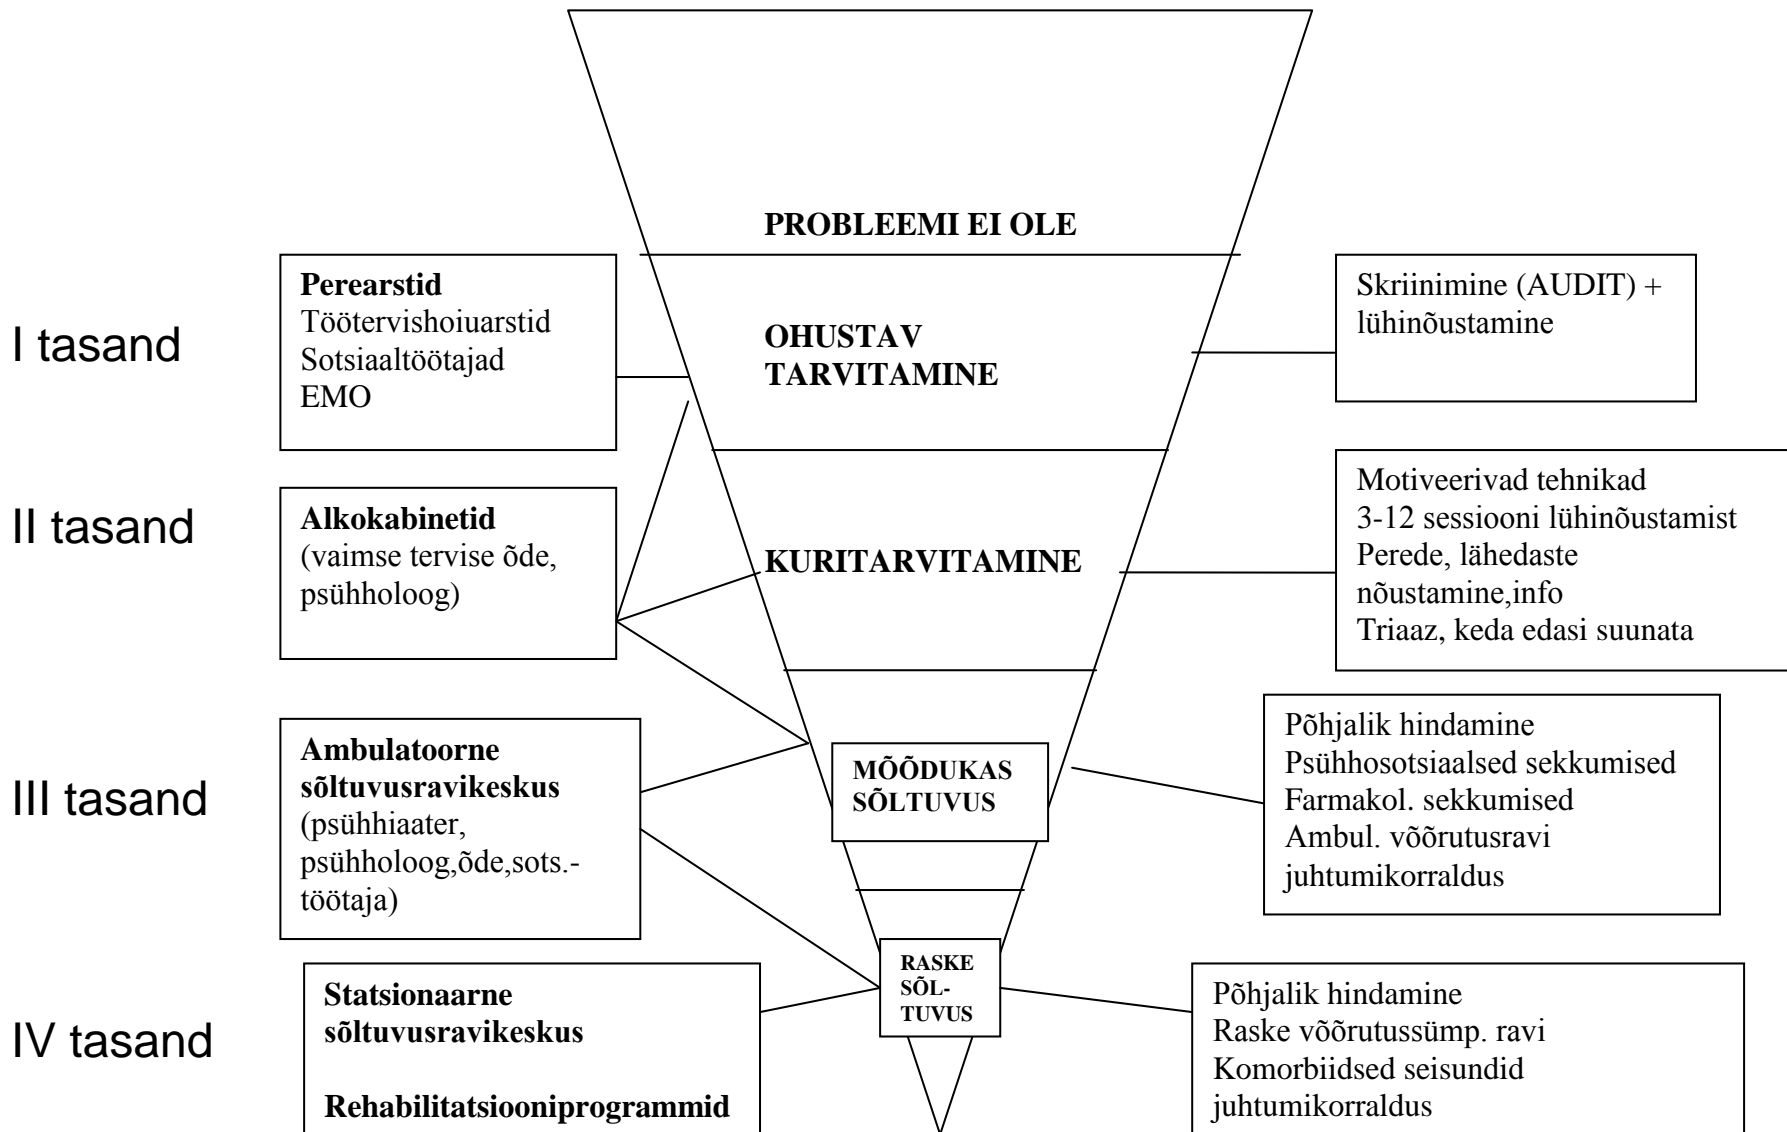 PROBLEEMI EI OLE
I tasand
Perearstid
Töötervishoiuarstid
Sotsiaaltöötajad
EMO
OHUSTAV
TARVITAMINE
Skriinimine (AUDIT) +
lühinõustamine
II tasand
Alkokabinetid
(vaimse tervise õde,
psühholoog)
KURITARVITAMINE
Motiveerivad tehnikad
3-12 sessiooni lühinõustamist
Perede, lähedaste
nõustamine,info
Triaaz, keda edasi suunata
III tasand
Ambulatoorne
sõltuvusravikeskus
(psühhiaater,
psühholoog,õde,sots.-
töötaja)
MÕÕDUKAS
SÕLTUVUS
Põhjalik hindamine
Psühhosotsiaalsed sekkumised
Farmakol. sekkumised
Ambul. võõrutusravi
juhtumikorraldus
IV tasand
Statsionaarne
sõltuvusravikeskus
Rehabilitatsiooniprogrammid
RASKE
SÕL-
TUVUS
Põhjalik hindamine
Raske võõrutussümp. ravi
Komorbiidsed seisundid
juhtumikorraldus